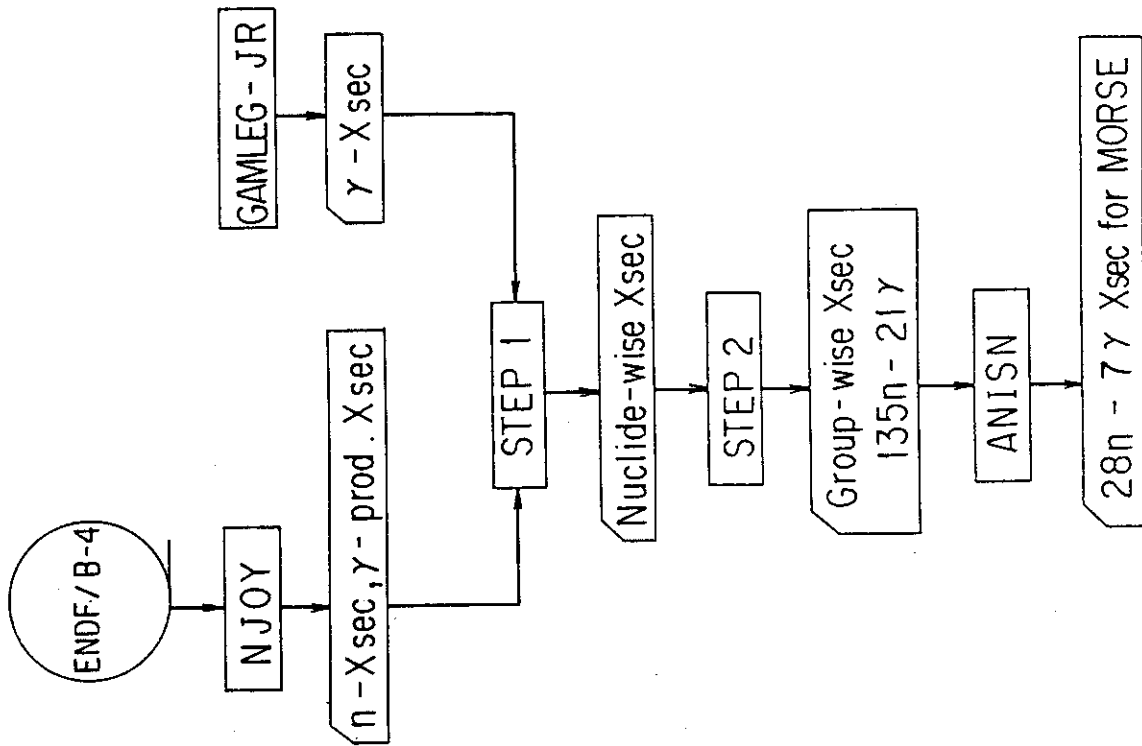 ENDF/B-4
NJOY
n - Xsec, γ - prod. Xsec
GAMLEG - JR
γ - Xsec
STEP 1
Nuclide-wise Xsec
STEP 2
Group-wise Xsec
135n - 21γ
ANISN
28n - 7γ Xsec for MORSE